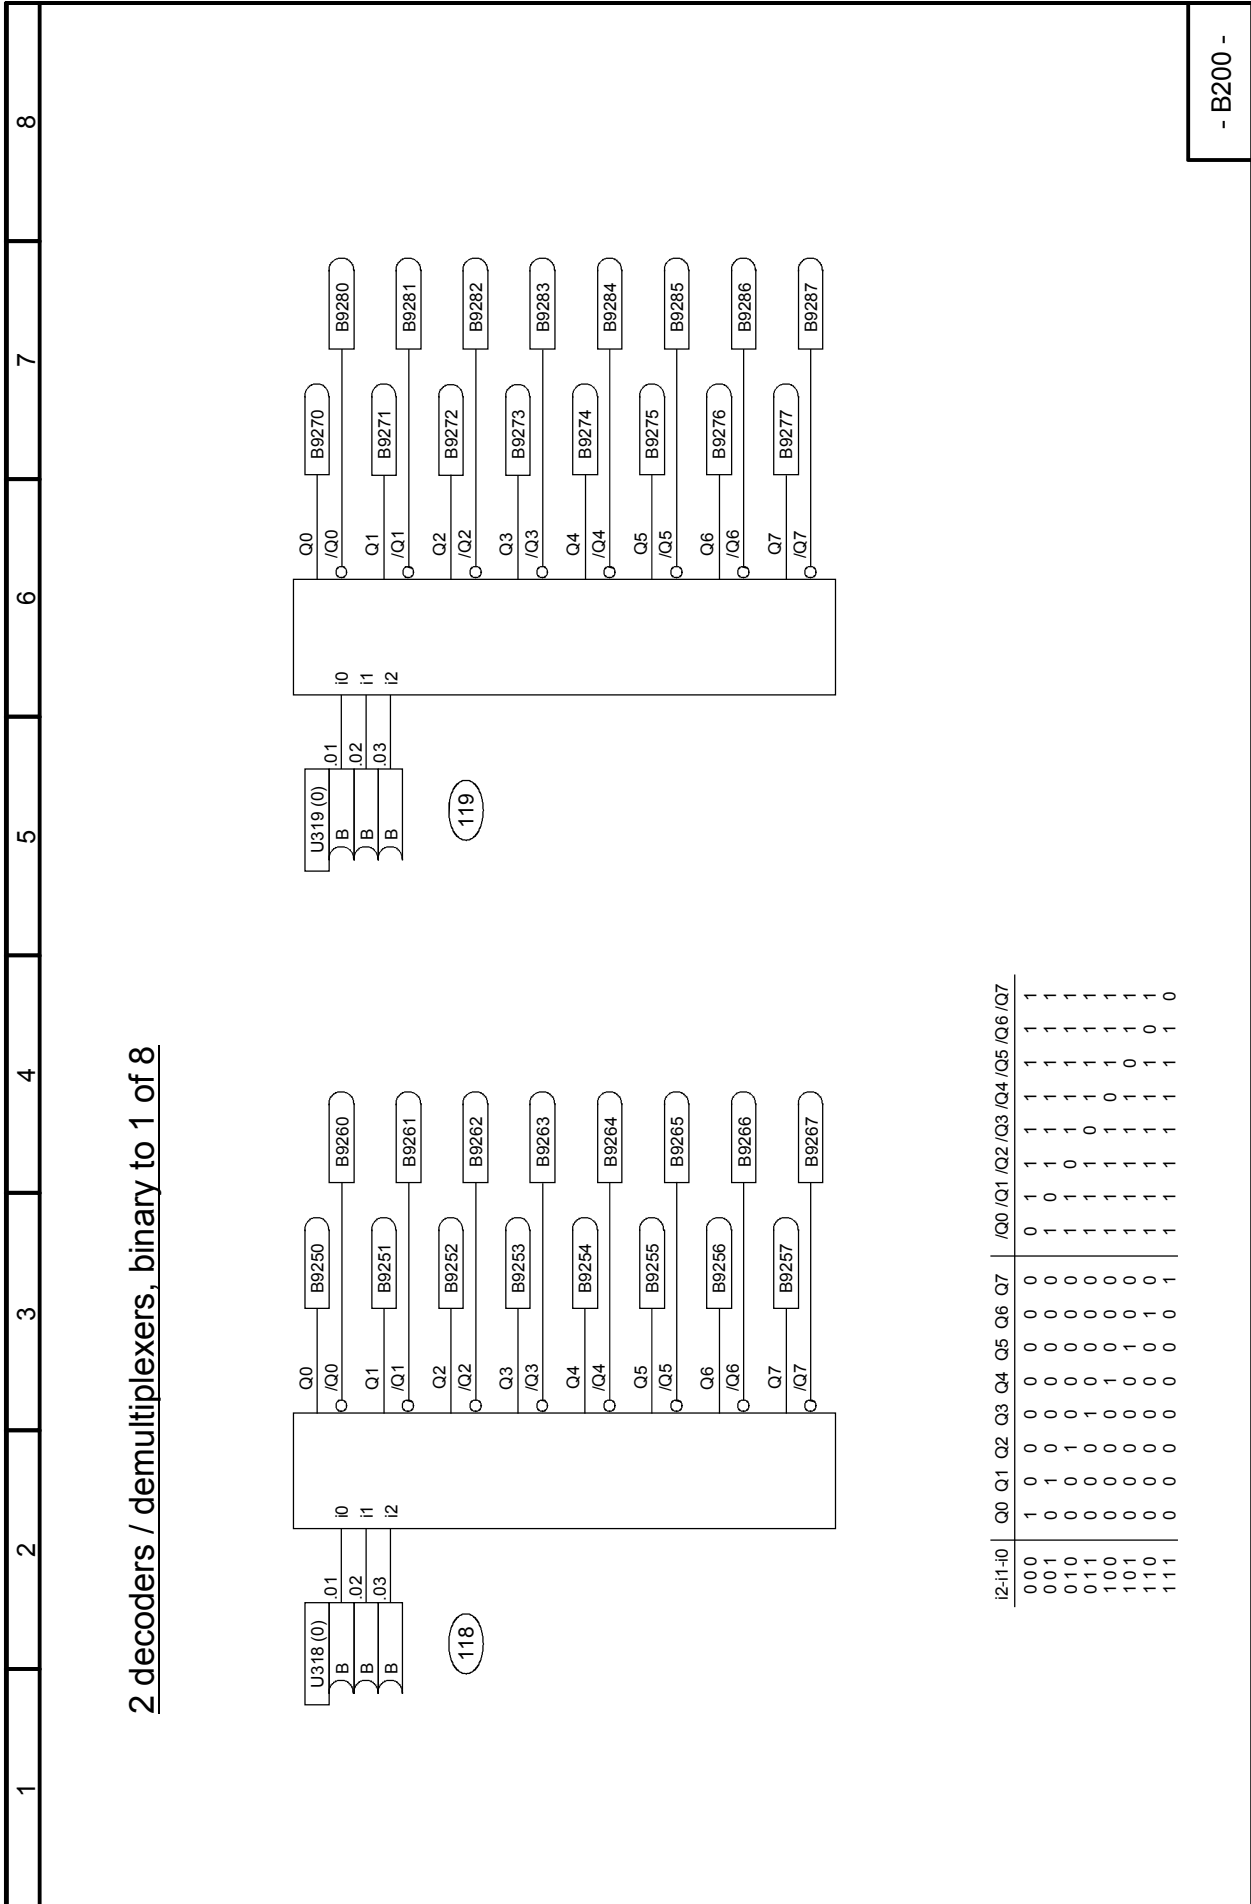 1 2 3 4 5 6 7 8
2 decoders / demultiplexers, binary to 1 of 8
U318 (0)
B .01 i0
B .02 i1
B .03 i2
118
Q0 B9250
/Q0 B9260
Q1 B9251
/Q1 B9261
Q2 B9252
/Q2 B9262
Q3 B9253
/Q3 B9263
Q4 B9254
/Q4 B9264
Q5 B9255
/Q5 B9265
Q6 B9256
/Q6 B9266
Q7 B9257
/Q7 B9267
U319 (0)
B .01 i0
B .02 i1
B .03 i2
119
Q0 B9270
/Q0 B9280
Q1 B9271
/Q1 B9281
Q2 B9272
/Q2 B9282
Q3 B9273
/Q3 B9283
Q4 B9274
/Q4 B9284
Q5 B9275
/Q5 B9285
Q6 B9276
/Q6 B9286
Q7 B9277
/Q7 B9287
i2-i1-i0 Q0 Q1 Q2 Q3 Q4 Q5 Q6 Q7 /Q0 /Q1 /Q2 /Q3 /Q4 /Q5 /Q6 /Q7
0 0 0 1 0 0 0 0 0 0 0 0 1 1 1 1 1 1 1
0 0 1 0 1 0 0 0 0 0 0 1 0 1 1 1 1 1 1
0 1 0 0 0 1 0 0 0 0 0 1 1 0 1 1 1 1 1
0 1 1 0 0 0 1 0 0 0 0 1 1 1 0 1 1 1 1
1 0 0 0 0 0 0 1 0 0 0 1 1 1 1 0 1 1 1
1 0 1 0 0 0 0 0 1 0 0 1 1 1 1 1 0 1 1
1 1 0 0 0 0 0 0 0 1 0 1 1 1 1 1 1 0 1
1 1 1 0 0 0 0 0 0 0 1 1 1 1 1 1 1 1 0
- B200 -